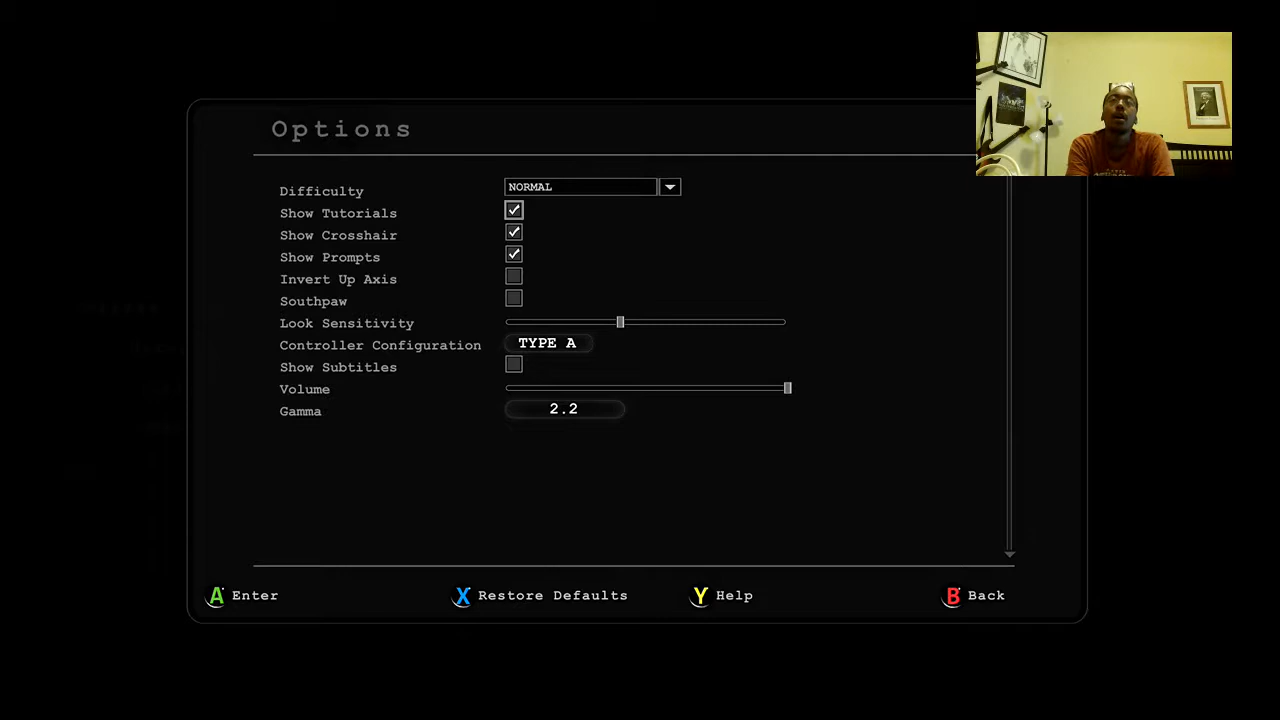 Options
Difficulty NORMAL
Show Tutorials
Show Crosshair
Show Prompts
Invert Up Axis
Southpaw
Look Sensitivity
Controller Configuration TYPE A
Show Subtitles
Volume
Gamma 2.2
A Enter X Restore Defaults Y Help B Back